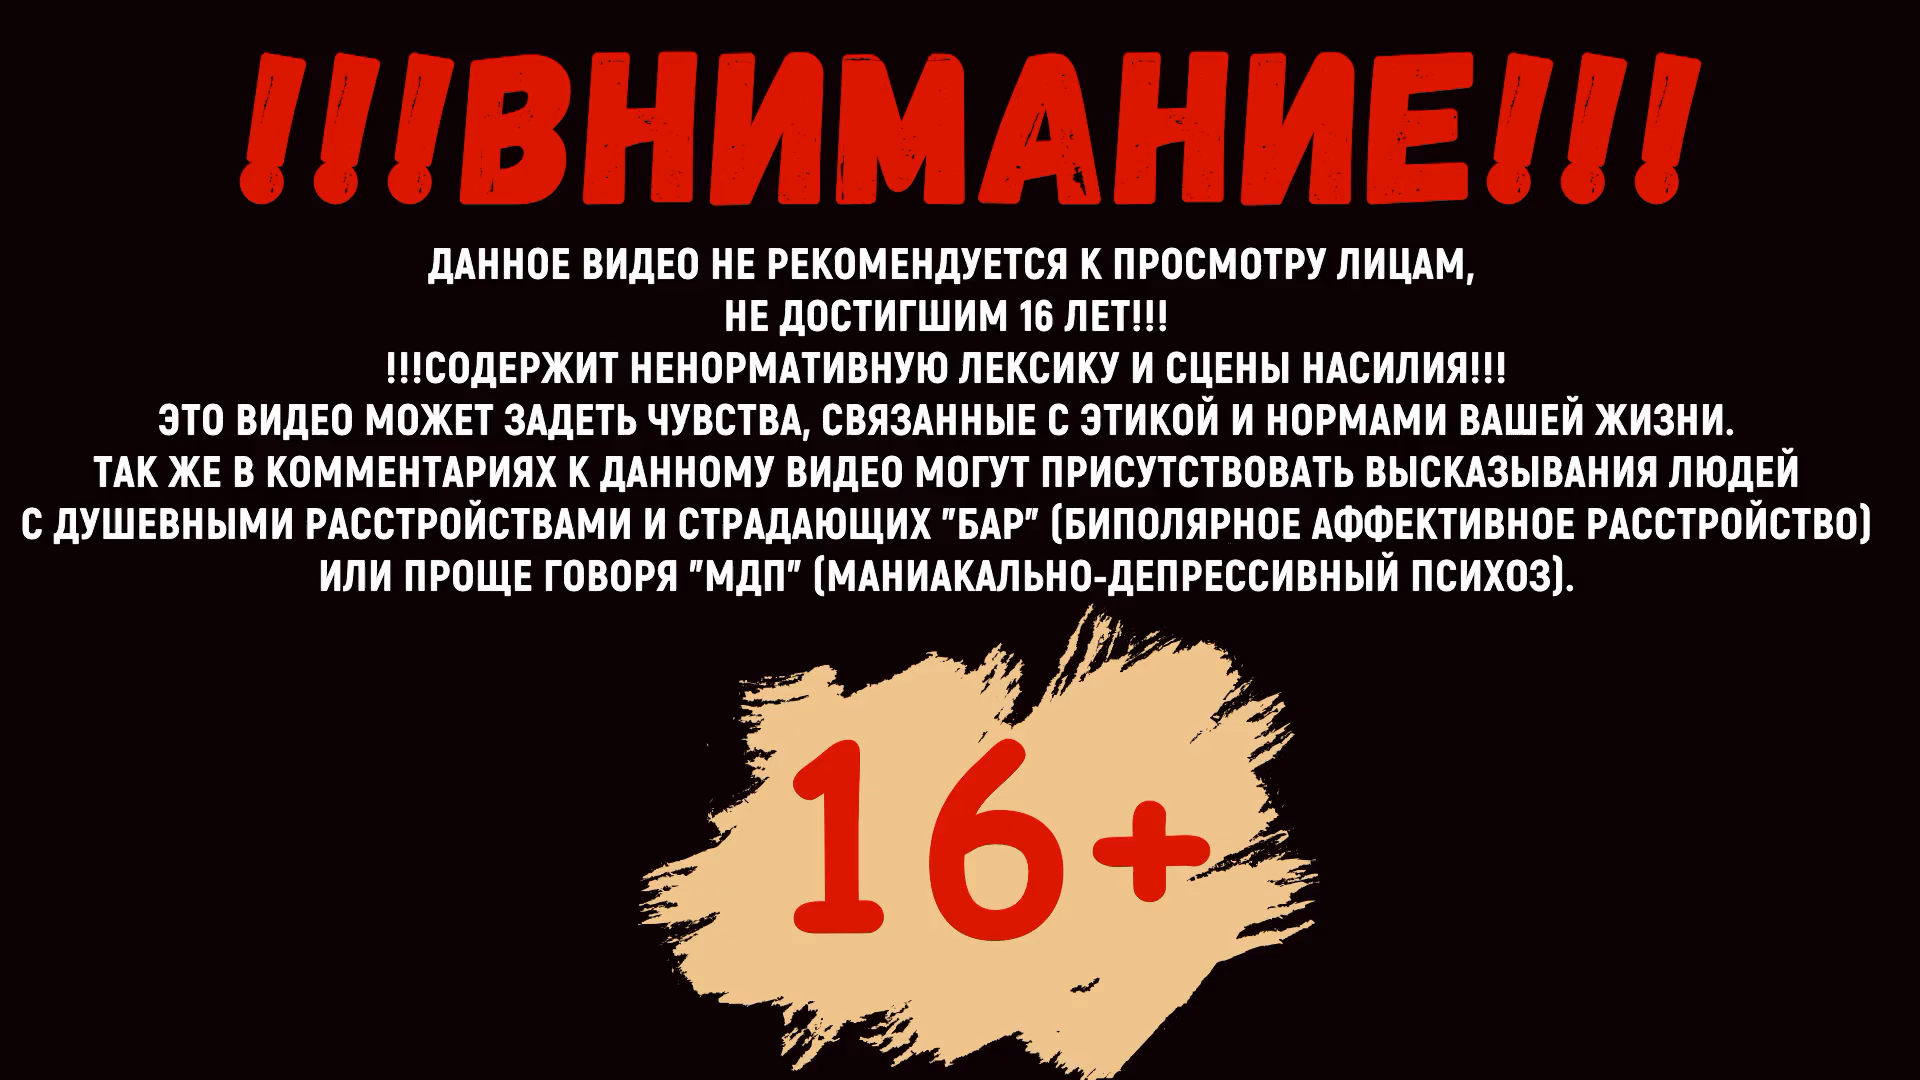 !!!ВНИМАНИЕ!!!
ДАННОЕ ВИДЕО НЕ РЕКОМЕНДУЕТСЯ К ПРОСМОТРУ ЛИЦАМ,
НЕ ДОСТИГШИМ 16 ЛЕТ!!!
!!!СОДЕРЖИТ НЕНОРМАТИВНУЮ ЛЕКСИКУ И СЦЕНЫ НАСИЛИЯ!!!
ЭТО ВИДЕО МОЖЕТ ЗАДЕТЬ ЧУВСТВА, СВЯЗАННЫЕ С ЭТИКОЙ И НОРМАМИ ВАШЕЙ ЖИЗНИ.
ТАК ЖЕ В КОММЕНТАРИЯХ К ДАННОМУ ВИДЕО МОГУТ ПРИСУТСТВОВАТЬ ВЫСКАЗЫВАНИЯ ЛЮДЕЙ
С ДУШЕВНЫМИ РАССТРОЙСТВАМИ И СТРАДАЮЩИХ "БАР" (БИПОЛЯРНОЕ АФФЕКТИВНОЕ РАССТРОЙСТВО)
ИЛИ ПРОЩЕ ГОВОРЯ "МДП" (МАНИАКАЛЬНО-ДЕПРЕССИВНЫЙ ПСИХОЗ).
16+